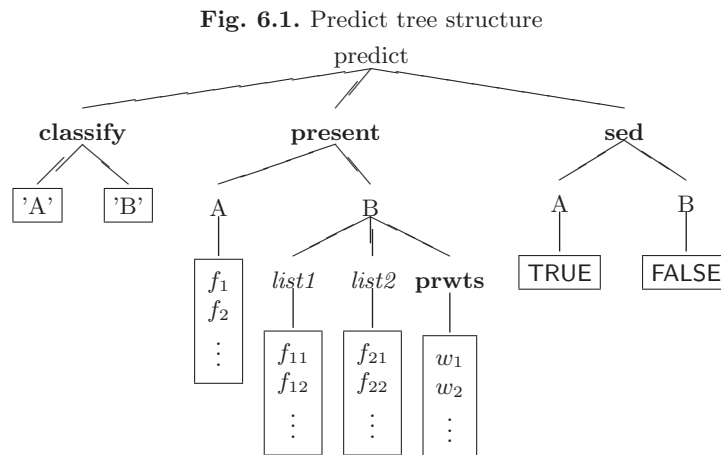 Fig. 6.1. Predict tree structure
predict
classify present sed
'A' 'B' A B A B
TRUE FALSE
f1
f2
⋮
list1 list2 prwts
f11 f21 w1
f12 f22 w2
⋮ ⋮ ⋮